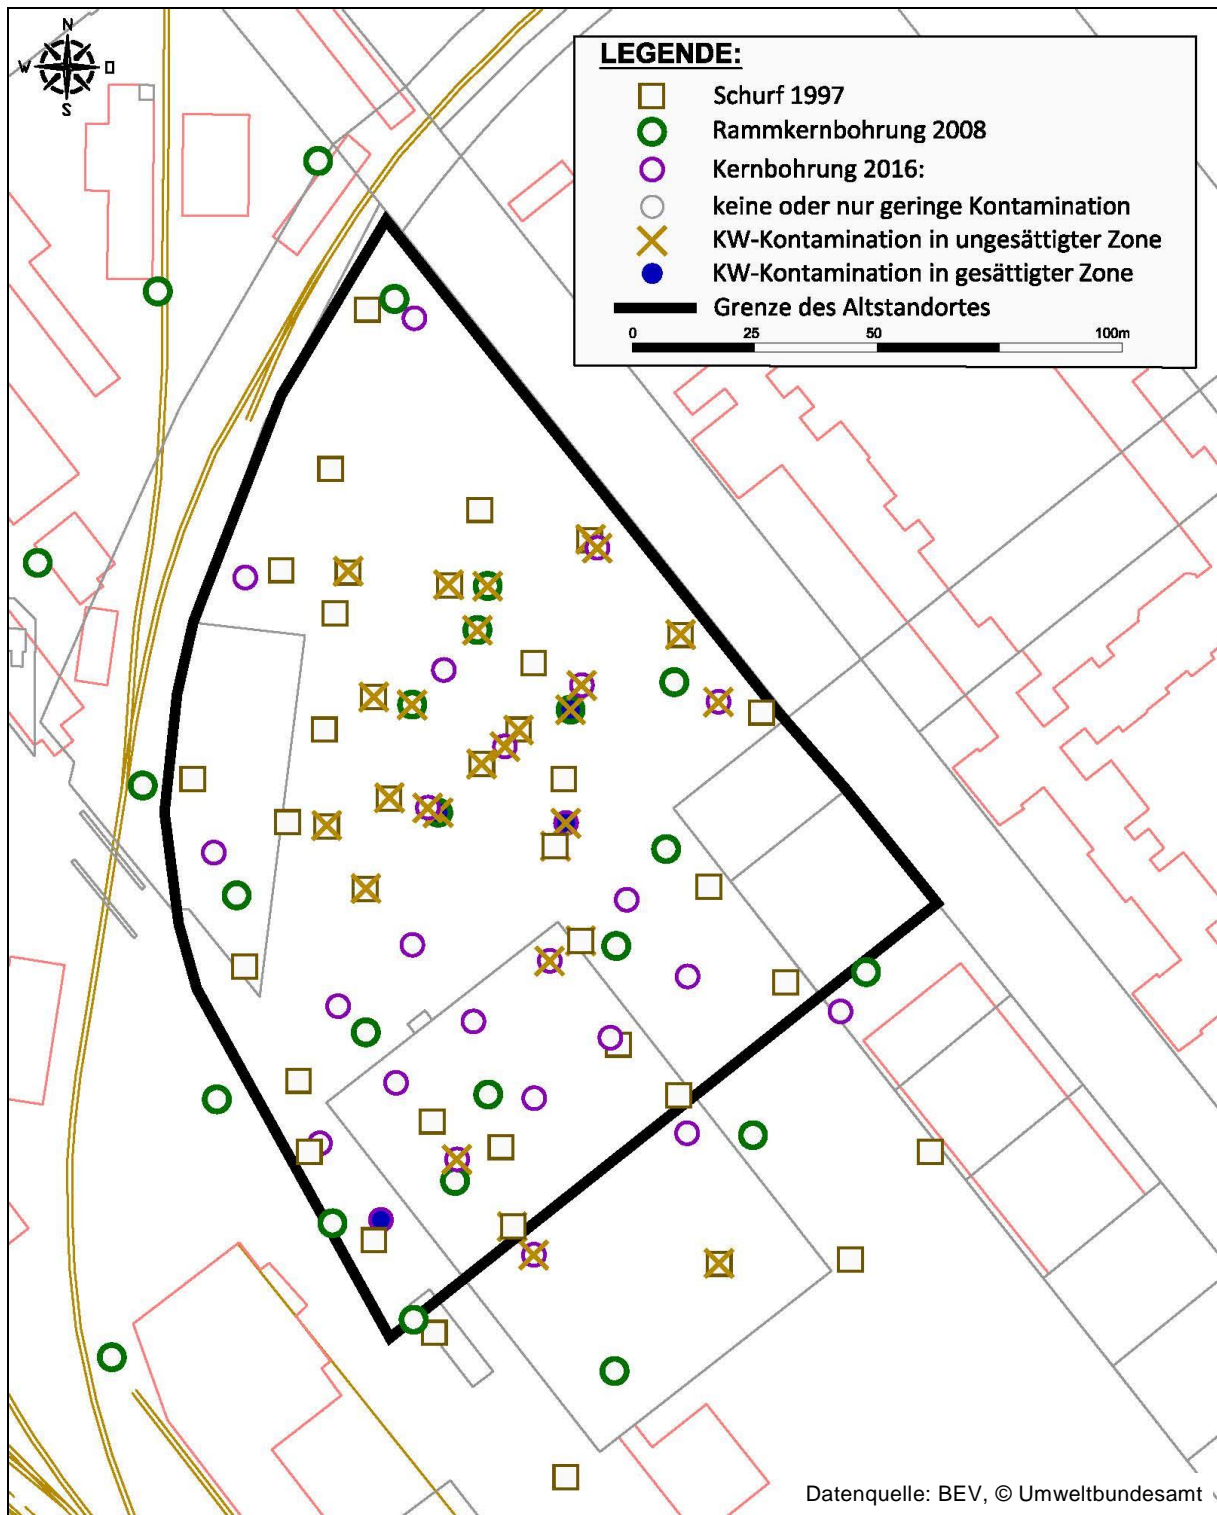 N
W O
S
LEGENDE:
Schurf 1997
Rammkernbohrung 2008
Kernbohrung 2016:
keine oder nur geringe Kontamination
KW-Kontamination in ungesättigter Zone
KW-Kontamination in gesättigter Zone
Grenze des Altstandortes
0 25 50 100m
Datenquelle: BEV, © Umweltbundesamt